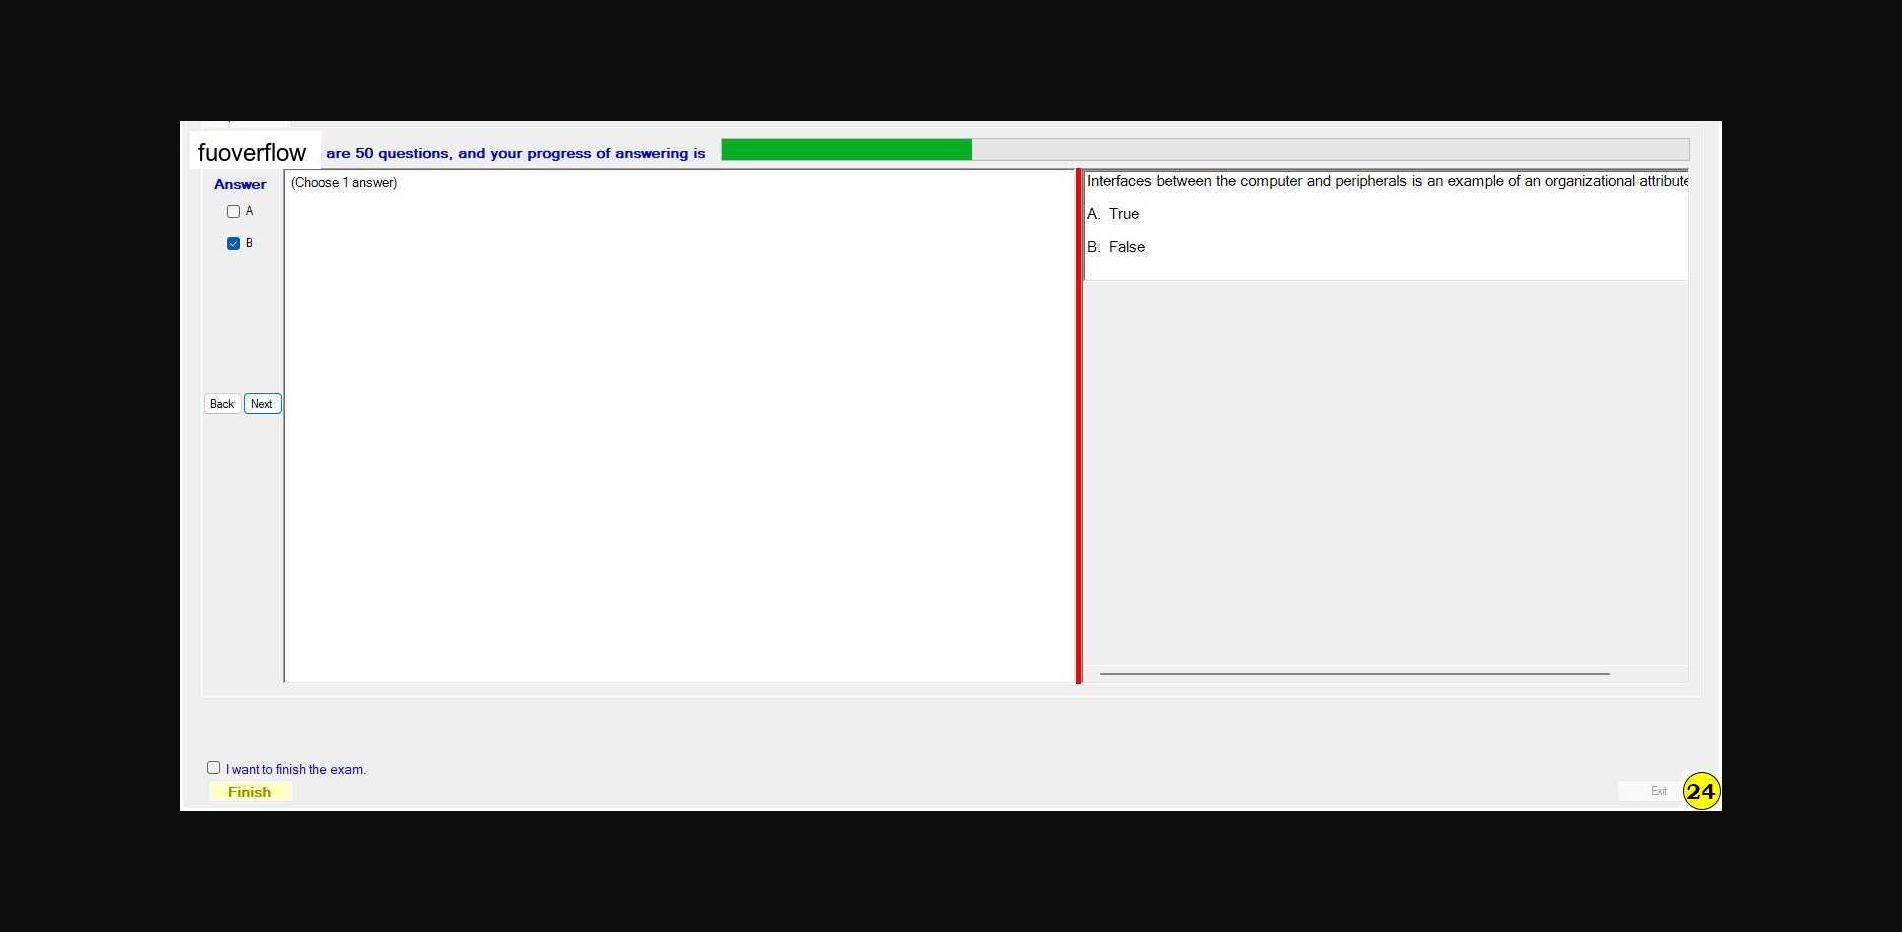 fuoverflow are 50 questions, and your progress of answering is
Answer
A
B
Back Next
(Choose 1 answer)
Interfaces between the computer and peripherals is an example of an organizational attribute
A. True
B. False
I want to finish the exam.
Finish
Exit
24